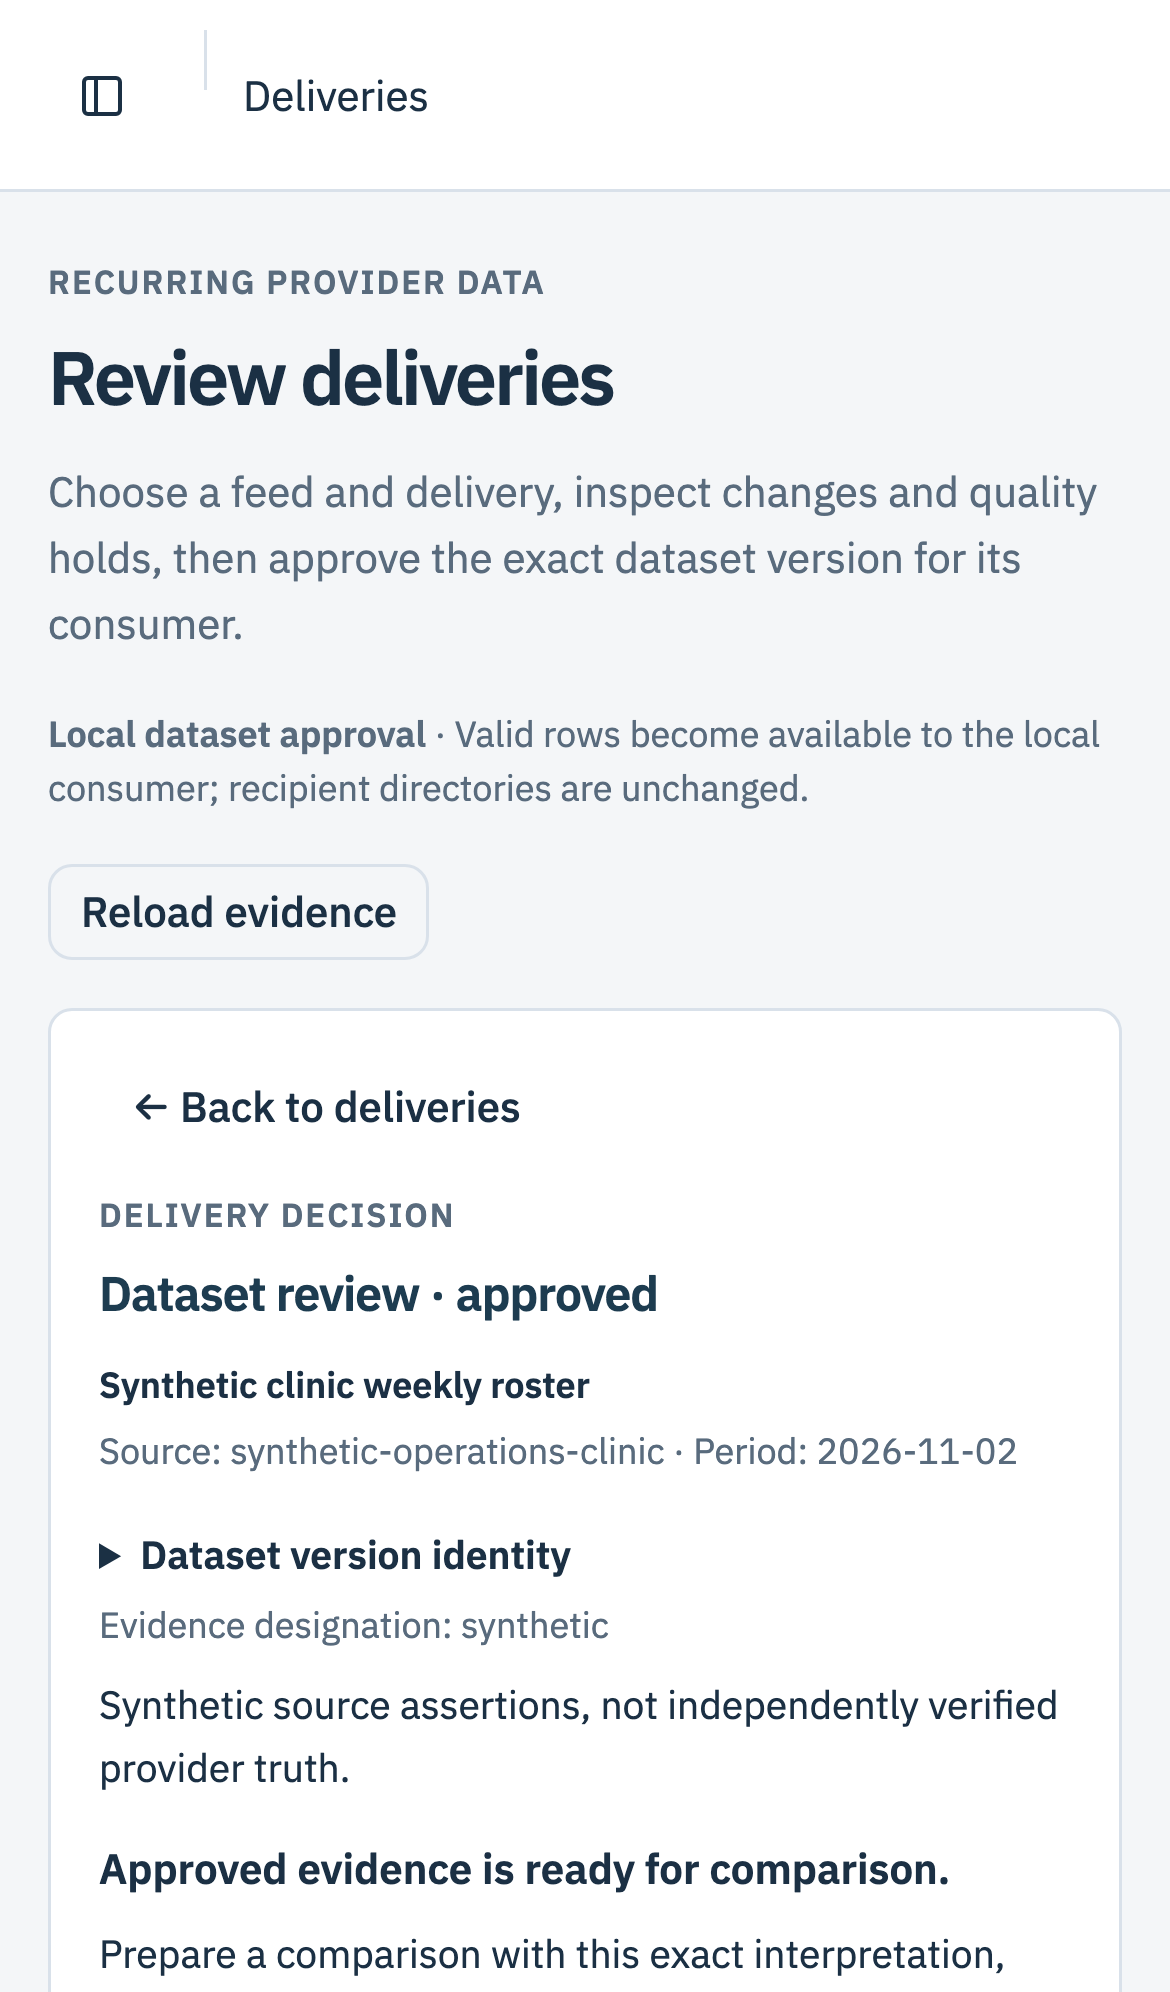 Deliveries
RECURRING PROVIDER DATA
Review deliveries
Choose a feed and delivery, inspect changes and quality
holds, then approve the exact dataset version for its
consumer.
Local dataset approval · Valid rows become available to the local
consumer; recipient directories are unchanged.
Reload evidence
← Back to deliveries
DELIVERY DECISION
Dataset review · approved
Synthetic clinic weekly roster
Source: synthetic-operations-clinic · Period: 2026-11-02
▶ Dataset version identity
Evidence designation: synthetic
Synthetic source assertions, not independently verified
provider truth.
Approved evidence is ready for comparison.
Prepare a comparison with this exact interpretation,